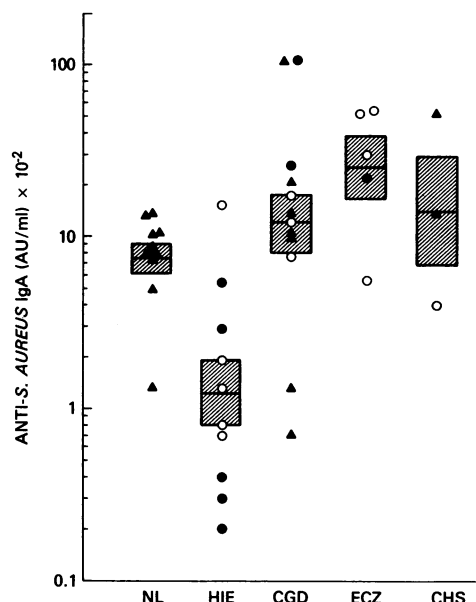 ANTI-S. AUREUS IgA (AU/ml) × 10-2
100
10
1
0.1
NL HIE CGD ECZ CHS